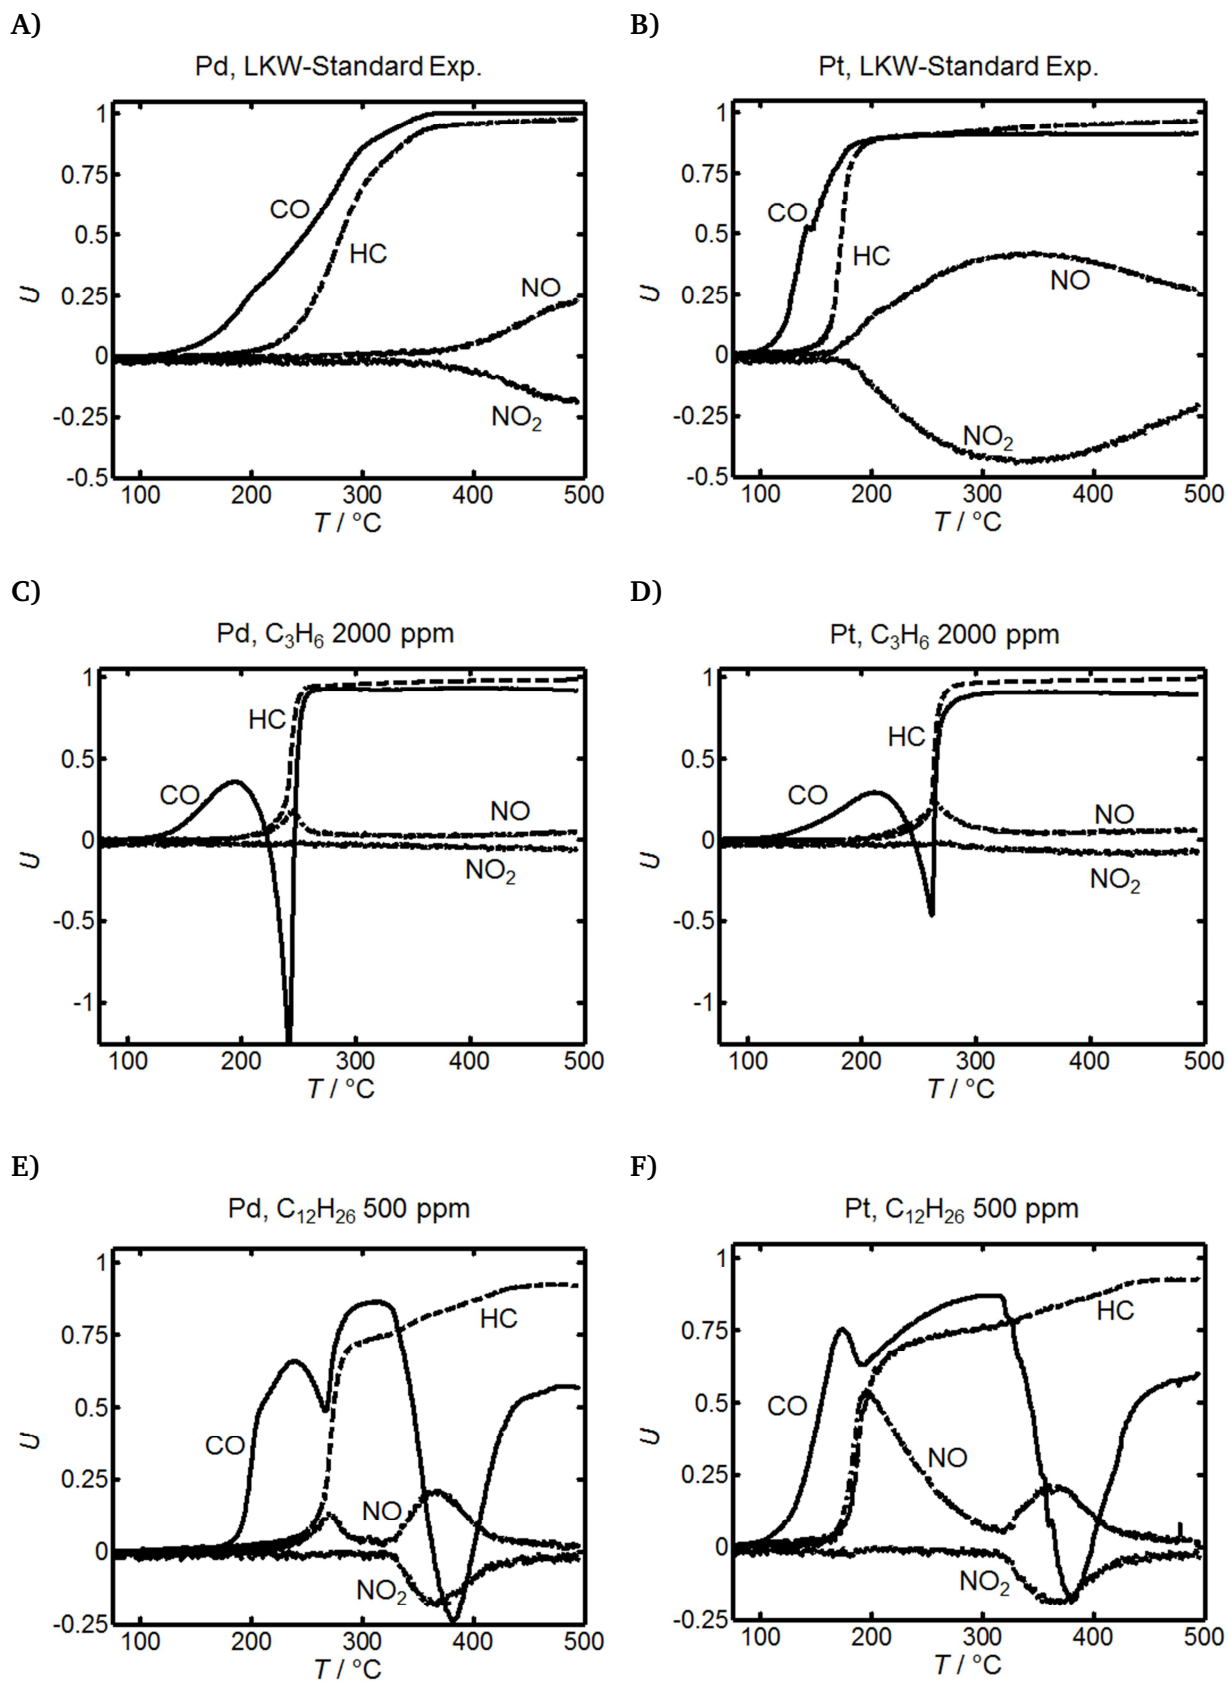 A)
Pd, LKW-Standard Exp.
1
0.75
0.5
0.25
0
-0.25
-0.5
U
CO
HC
NO
NO2
100 200 300 400 500
T / °C
B)
Pt, LKW-Standard Exp.
1
0.75
0.5
0.25
0
-0.25
-0.5
U
CO
HC
NO
NO2
100 200 300 400 500
T / °C
C)
Pd, C3H6 2000 ppm
1
0.5
0
-0.5
-1
U
HC
CO
NO
NO2
100 200 300 400 500
T / °C
D)
Pt, C3H6 2000 ppm
1
0.5
0
-0.5
-1
U
HC
CO
NO
NO2
100 200 300 400 500
T / °C
E)
Pd, C12H26 500 ppm
1
0.75
0.5
0.25
0
-0.25
U
HC
CO
NO
NO2
100 200 300 400 500
T / °C
F)
Pt, C12H26 500 ppm
1
0.75
0.5
0.25
0
-0.25
U
HC
CO
NO
NO2
100 200 300 400 500
T / °C